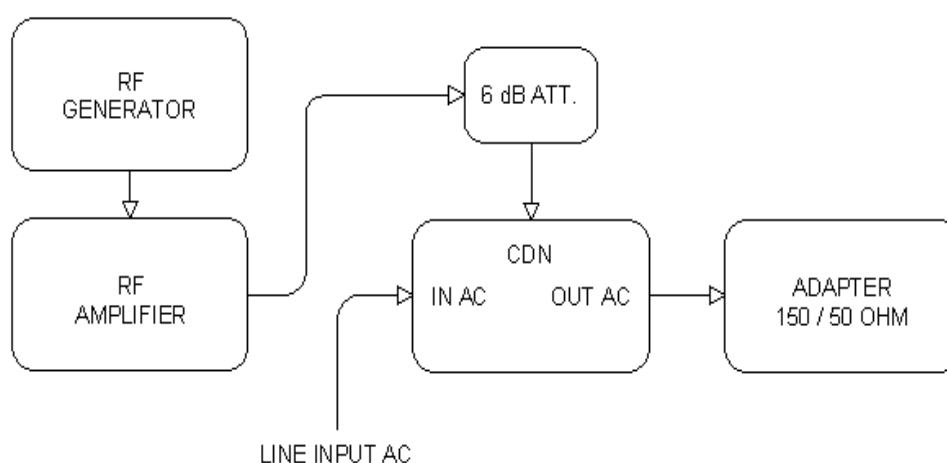 RF
GENERATOR
6 dB ATT.
RF
AMPLIFIER
CDN
IN AC
OUT AC
ADAPTER
150 / 50 OHM
LINE INPUT AC